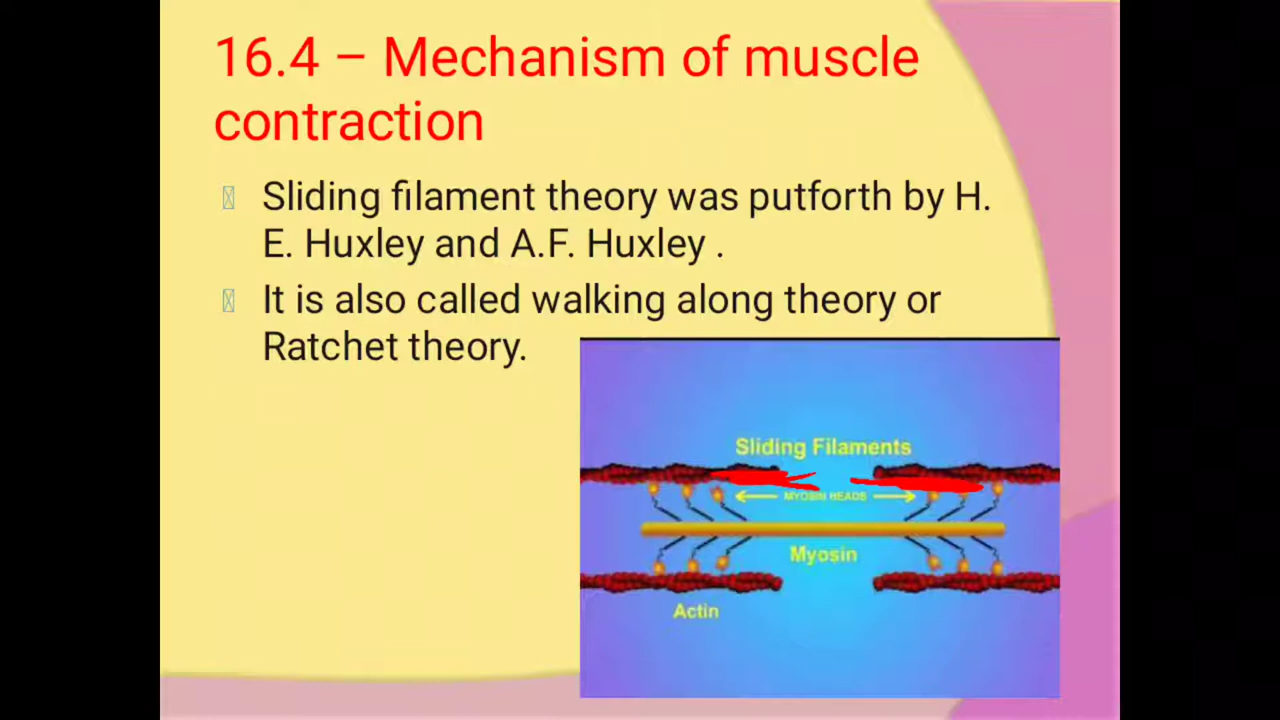 16.4 – Mechanism of muscle
contraction
Sliding filament theory was putforth by H.
E. Huxley and A.F. Huxley .
It is also called walking along theory or
Ratchet theory.
Sliding Filaments
MYOSIN HEADS
Myosin
Actin